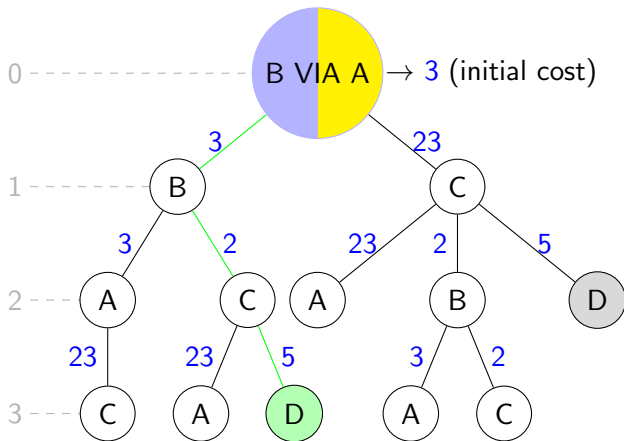 0 B VIA A → 3 (initial cost)
3 23
1 B C
3 2 23 2 5
2 A C A B D
23 23 5 3 2
3 C A D A C